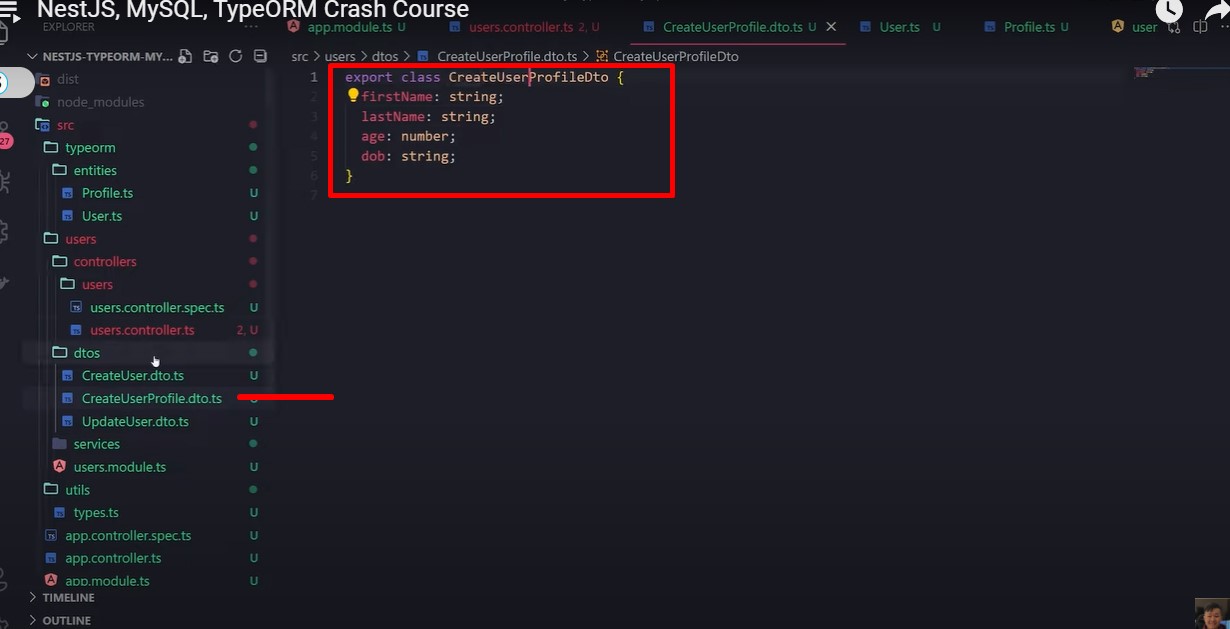 NestJS, MySQL, TypeORM Crash Course
EXPLORER
app.module.ts U
users.controller.ts 2, U
CreateUserProfile.dto.ts U
User.ts U
Profile.ts U
user
NESTJS-TYPEORM-MY...
src > users > dtos > CreateUserProfile.dto.ts > CreateUserProfileDto
1 export class CreateUserProfileDto {
2 firstName: string;
3 lastName: string;
4 age: number;
5 dob: string;
6 }
7
dist
node_modules
src
27
typeorm
entities
Profile.ts U
User.ts U
users
controllers
users
users.controller.spec.ts U
users.controller.ts 2, U
dtos
CreateUser.dto.ts U
CreateUserProfile.dto.ts U
UpdateUser.dto.ts U
services
users.module.ts U
utils
types.ts U
app.controller.spec.ts U
app.controller.ts U
app.module.ts U
TIMELINE
OUTLINE